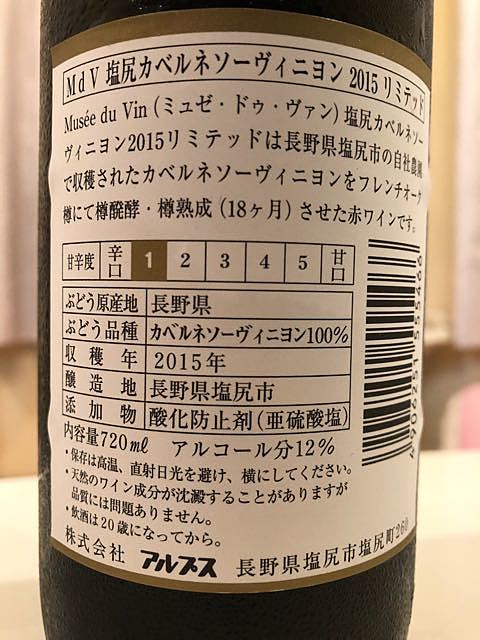 MdV 塩尻カベルネソーヴィニヨン 2015 リミテッド
Musée du Vin (ミュゼ・ドゥ・ヴァン) 塩尻カベルネソー
ヴィニヨン2015リミテッドは長野県塩尻市の自社農園
で収穫されたカベルネソーヴィニヨンをフレンチオーク
樽にて樽醗酵・樽熟成 (18ヶ月) させた赤ワインです。
甘辛度 辛口 1 2 3 4 5 甘口
ぶどう原産地 長野県
ぶどう品種 カベルネソーヴィニヨン100%
収穫年 2015年
醸造地 長野県塩尻市
添加物 酸化防止剤(亜硫酸塩)
内容量720ml アルコール分12%
・保存は高温、直射日光を避け、横にしてください。
・天然のワイン成分が沈澱することがありますが
品質には問題ありません。
・飲酒は20歳になってから。
株式会社 アルプス 長野県塩尻市塩尻町260
4906251 555466